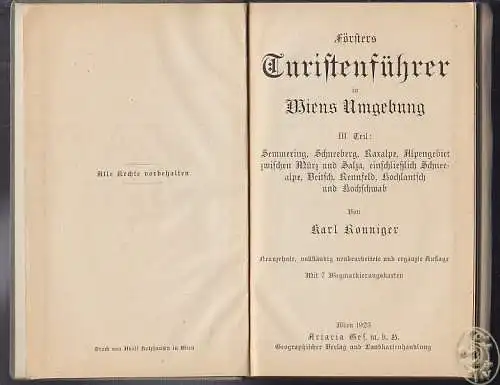 Alle Rechte vorbehalten
Druck von Adolf Holzhausen in Wien
Försters
Turistenführer
in
Wiens Umgebung
III. Teil:
Semmering, Schneeberg, Raxalpe, Alpengebiet
zwischen Mürz und Salza, einschließlich Schnee-
alpe, Veitsch, Rennfeld, Hochlantsch
und Hochschwab
Von
Karl Ronniger
Neunzehnte, vollständig neubearbeitete und ergänzte Auflage
Mit 7 Wegmarkierungskarten
Wien 1923
Artaria Ges. m. b. H.
Geographischer Verlag und Landkartenhandlung